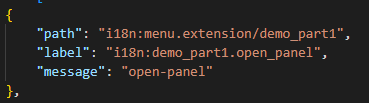 {
"path": "i18n:menu.extension/demo_part1",
"label": "i18n:demo_part1.open_panel",
"message": "open-panel"
},